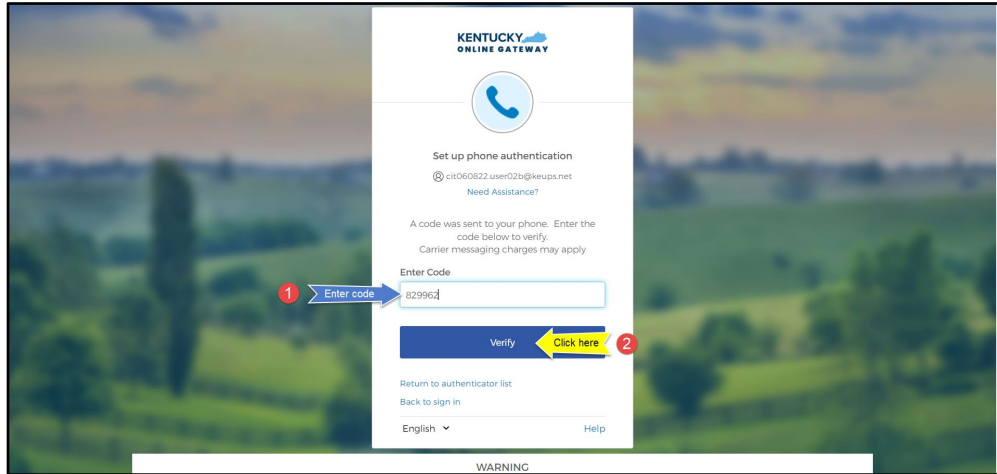 KENTUCKY
ONLINE GATEWAY
Set up phone authentication
cit060822.user02b@keups.net
Need Assistance?
A code was sent to your phone. Enter the
code below to verify.
Carrier messaging charges may apply
Enter Code
1 Enter code 829962
Verify Click here 2
Return to authenticator list
Back to sign in
English Help
WARNING